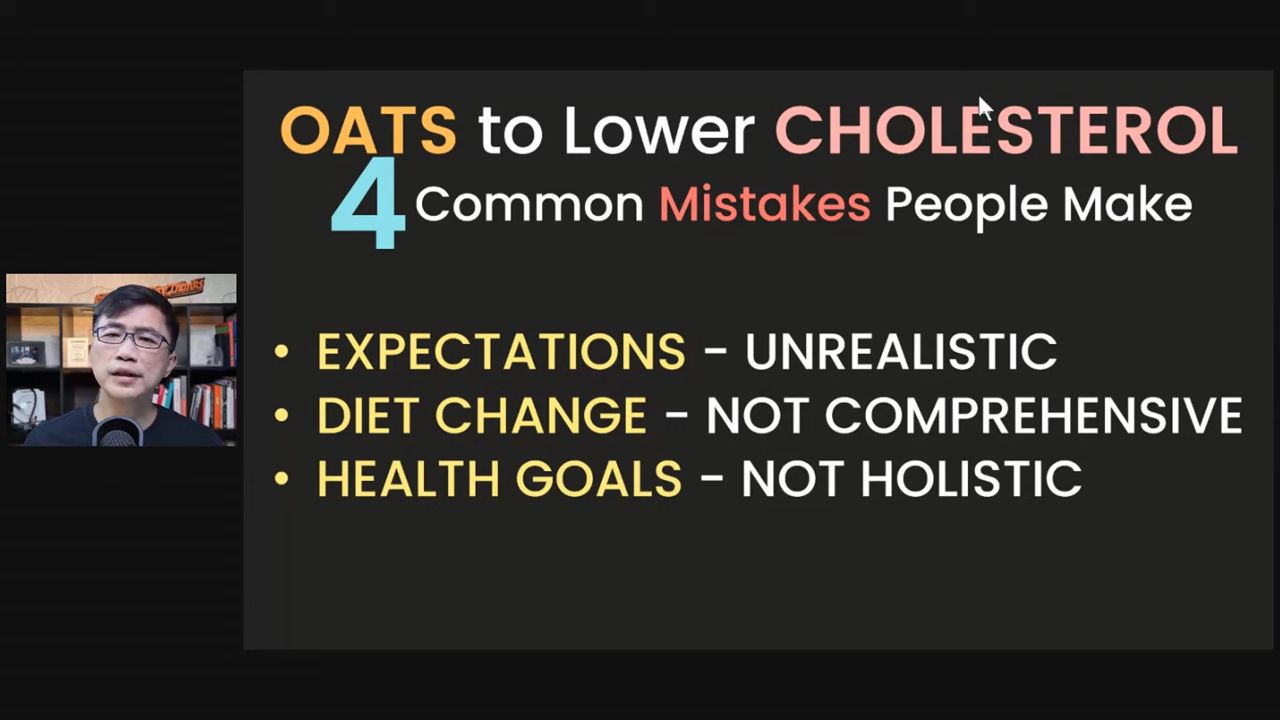 OATS to Lower CHOLESTEROL
4 Common Mistakes People Make
• EXPECTATIONS - UNREALISTIC
• DIET CHANGE - NOT COMPREHENSIVE
• HEALTH GOALS - NOT HOLISTIC